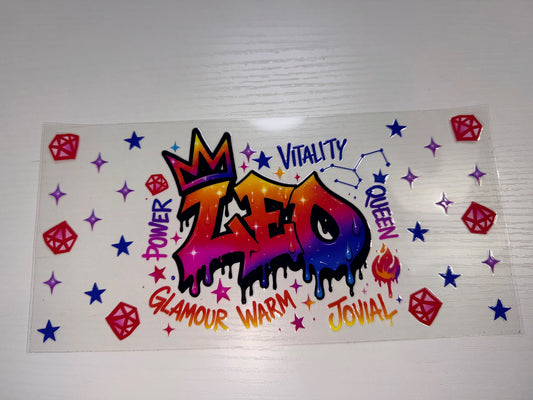 VITALITY
POWER
LEO
QUEEN
GLAMOUR WARM JOVIAL